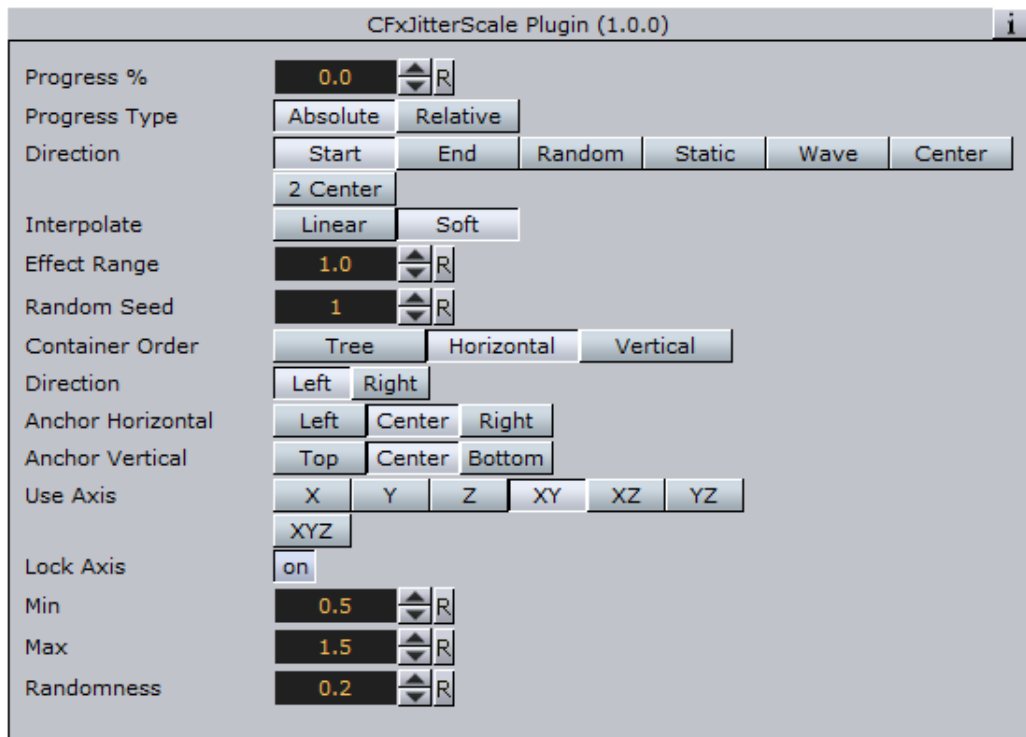 CFxJitterScale Plugin (1.0.0) i
Progress % 0.0 R
Progress Type Absolute Relative
Direction Start End Random Static Wave Center
2 Center
Interpolate Linear Soft
Effect Range 1.0 R
Random Seed 1 R
Container Order Tree Horizontal Vertical
Direction Left Right
Anchor Horizontal Left Center Right
Anchor Vertical Top Center Bottom
Use Axis X Y Z XY XZ YZ
XYZ
Lock Axis on
Min 0.5 R
Max 1.5 R
Randomness 0.2 R